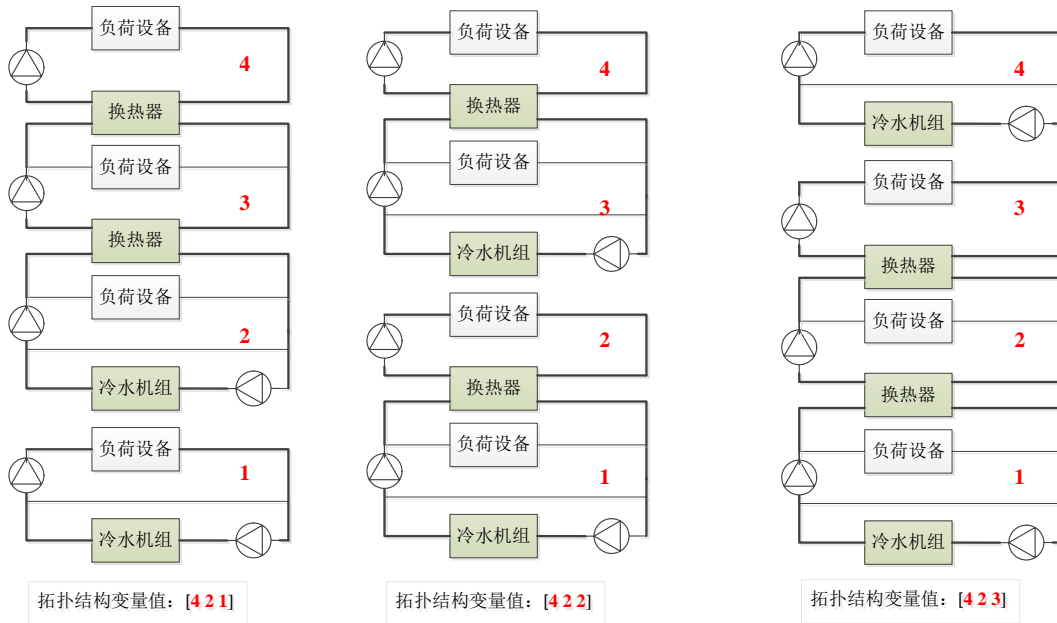 负荷设备
4
换热器
负荷设备
3
换热器
负荷设备
2
冷水机组
负荷设备
1
冷水机组
拓扑结构变量值：[4 2 1]
负荷设备
4
换热器
负荷设备
3
冷水机组
负荷设备
2
换热器
负荷设备
1
冷水机组
拓扑结构变量值：[4 2 2]
负荷设备
4
冷水机组
负荷设备
3
换热器
负荷设备
2
换热器
负荷设备
1
冷水机组
拓扑结构变量值：[4 2 3]